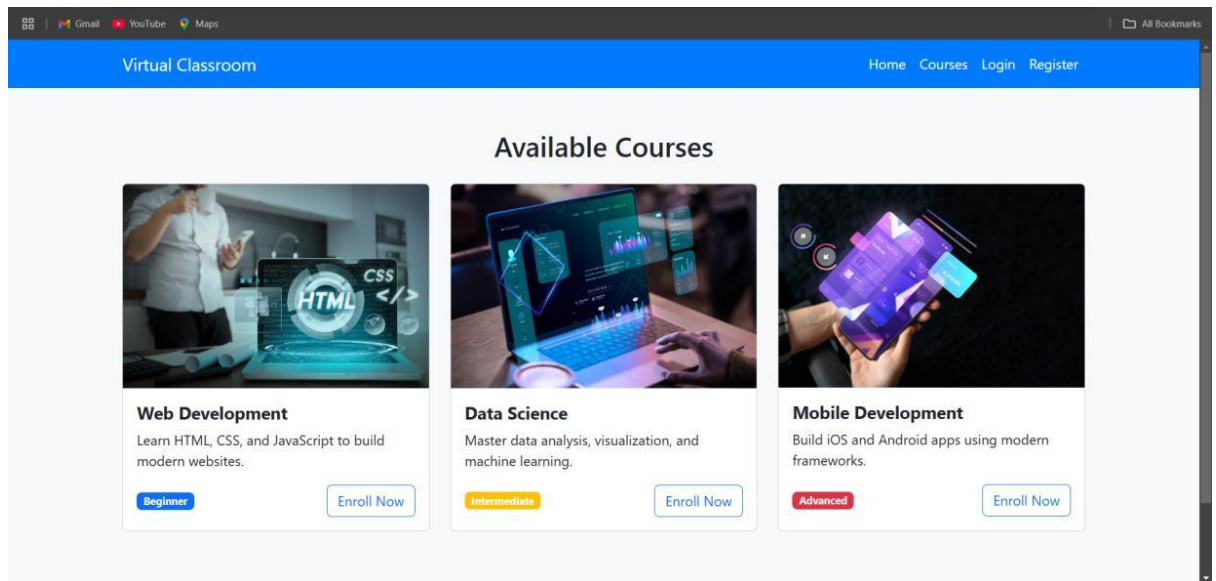 Gmail YouTube Maps All Bookmarks
Virtual Classroom Home Courses Login Register
Available Courses
HTML
CSS
</>
Web Development
Learn HTML, CSS, and JavaScript to build
modern websites.
Beginner Enroll Now
Data Science
Master data analysis, visualization, and
machine learning.
Intermediate Enroll Now
Mobile Development
Build iOS and Android apps using modern
frameworks.
Advanced Enroll Now